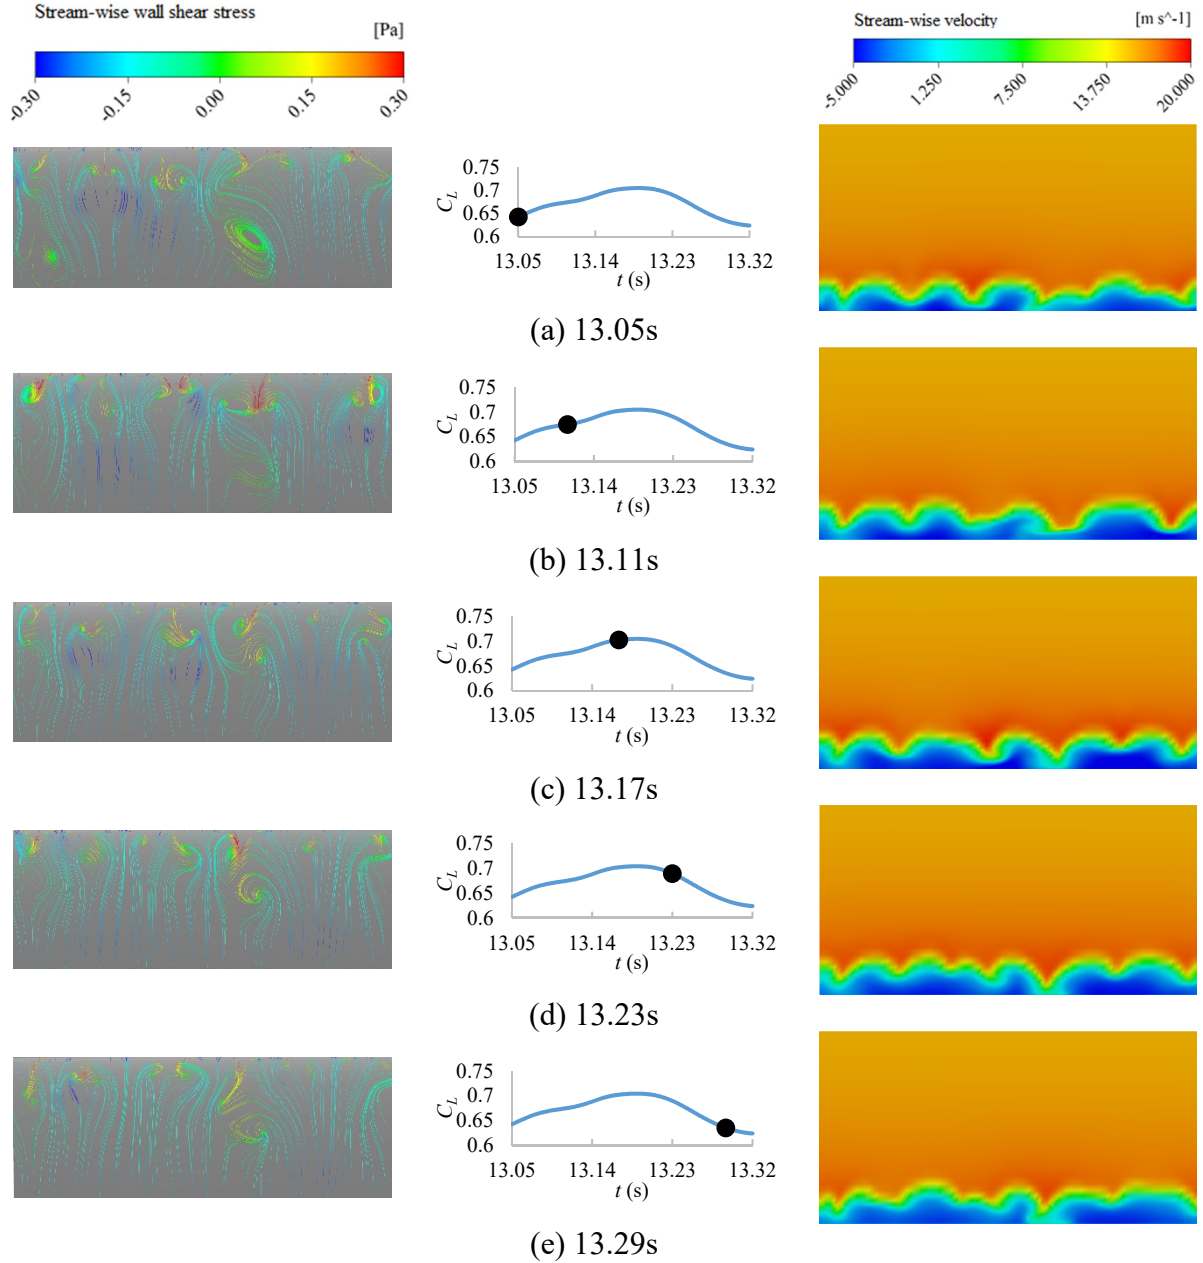 Stream-wise wall shear stress
[Pa]
-0.30 -0.15 0.00 0.15 0.30
Stream-wise velocity [m s^-1]
-5.000 1.250 7.500 13.750 20.000
0.75
0.7
0.65
0.6
C_L
13.05 13.14 13.23 13.32
t (s)
(a) 13.05s
0.75
0.7
0.65
0.6
C_L
13.05 13.14 13.23 13.32
t (s)
(b) 13.11s
0.75
0.7
0.65
0.6
C_L
13.05 13.14 13.23 13.32
t (s)
(c) 13.17s
0.75
0.7
0.65
0.6
C_L
13.05 13.14 13.23 13.32
t (s)
(d) 13.23s
0.75
0.7
0.65
0.6
C_L
13.05 13.14 13.23 13.32
t (s)
(e) 13.29s